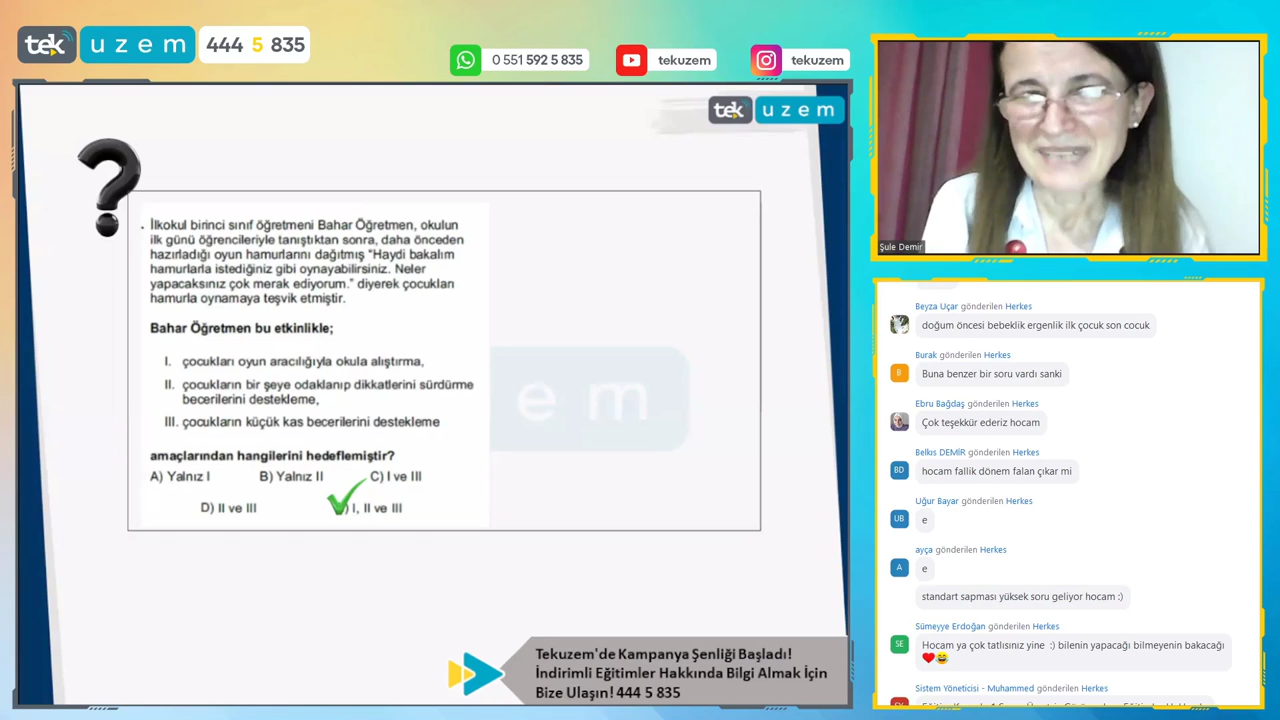 tek uzem 444 5 835
0 551 592 5 835
tekuzem
tekuzem
tek uzem
İlkokul birinci sınıf öğretmeni Bahar Öğretmen, okulun
ilk günü öğrencileriyle tanıştıktan sonra, daha önceden
hazırladığı oyun hamurlarını dağıtmış "Haydi bakalım
hamurlarla istediğiniz gibi oynayabilirsiniz. Neler
yapacaksınız çok merak ediyorum." diyerek çocukları
hamurla oynamaya teşvik etmiştir.
Bahar Öğretmen bu etkinlikle;
I. çocukları oyun aracılığıyla okula alıştırma,
II. çocukların bir şeye odaklanıp dikkatlerini sürdürme
becerilerini destekleme,
III. çocukların küçük kas becerilerini destekleme
amaçlarından hangilerini hedeflemiştir?
A) Yalnız I B) Yalnız II C) I ve III
D) II ve III ) I, II ve III
e m
Tekuzem'de Kampanya Şenliği Başladı!
İndirimli Eğitimler Hakkında Bilgi Almak İçin
Bize Ulaşın! 444 5 835
Şule Demir
Beyza Uçar gönderilen Herkes
doğum öncesi bebeklik ergenlik ilk çocuk son cocuk
Burak gönderilen Herkes
B
Buna benzer bir soru vardı sanki
Ebru Bağdaş gönderilen Herkes
Çok teşekkür ederiz hocam
Belkıs DEMİR gönderilen Herkes
BD
hocam fallik dönem falan çıkar mi
Uğur Bayar gönderilen Herkes
UB
e
ayça gönderilen Herkes
A
e
standart sapması yüksek soru geliyor hocam :)
Sümeyye Erdoğan gönderilen Herkes
SE
Hocam ya çok tatlısınız yine :) bilenin yapacağı bilmeyenin bakacağı
Sistem Yöneticisi - Muhammed gönderilen Herkes